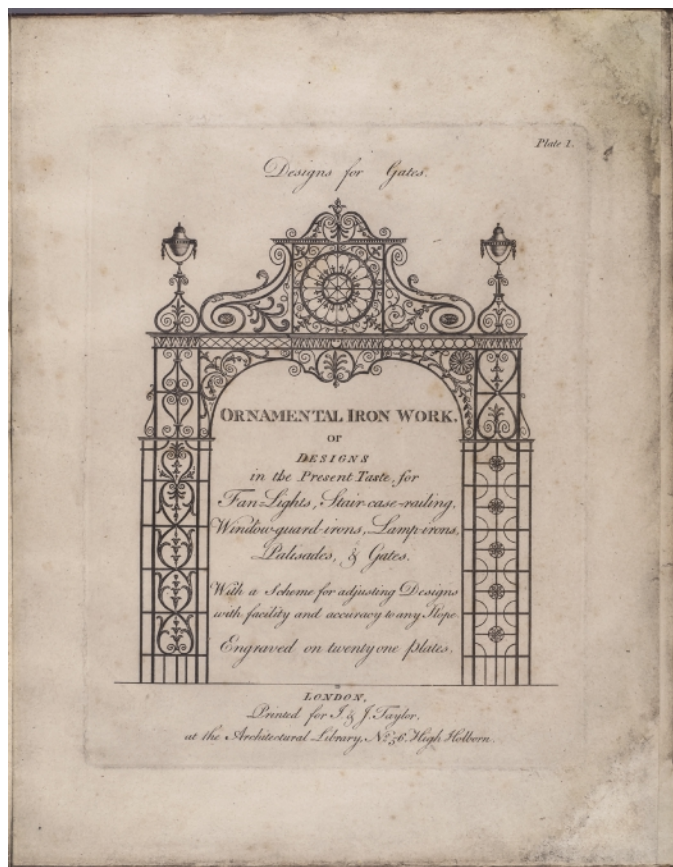 Plate 1.
Designs for Gates.
ORNAMENTAL IRON WORK.
or
DESIGNS
in the Present Taste, for
Fan-Lights, Stair-case-railing,
Window-guard-irons, Lamp-irons,
Palisades, & Gates.
With a Scheme for adjusting Designs
with facility and accuracy to any Slope.
Engraved on twenty one plates.
LONDON,
Printed for I. & J. Taylor,
at the Architectural Library, No. 56, High Holborn.